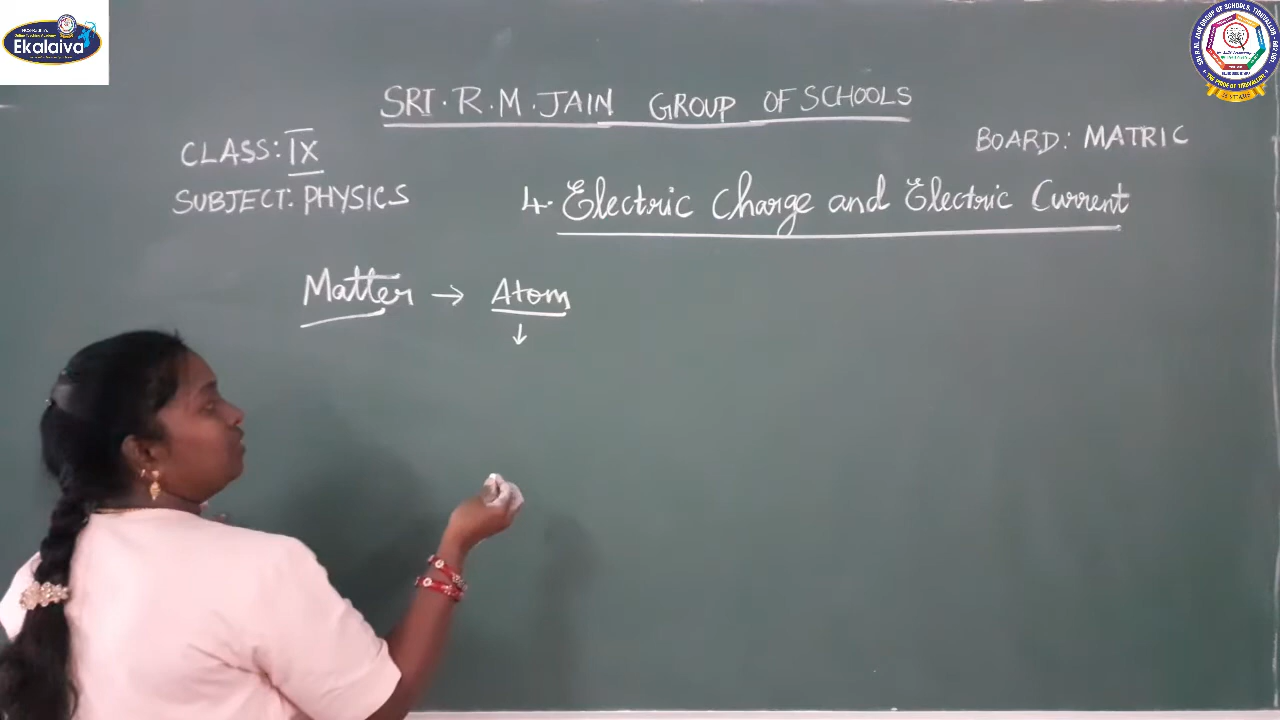 Ekalaiva
SRI. R. M. JAIN GROUP OF SCHOOLS
CLASS: IX
BOARD: MATRIC
SUBJECT: PHYSICS
4. Electric Charge and Electric Current
Matter → Atom
↓